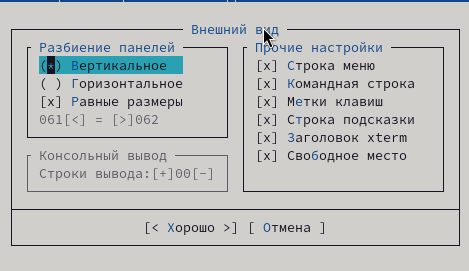 Внешний вид
Разбиение панелей
(*) Вертикальное
( ) Горизонтальное
[x] Равные размеры
061[<] = [>]062
Консольный вывод
Строки вывода:[+]00[-]
Прочие настройки
[x] Строка меню
[x] Командная строка
[x] Метки клавиш
[x] Строка подсказки
[x] Заголовок xterm
[x] Свободное место
[< Хорошо >] [ Отмена ]